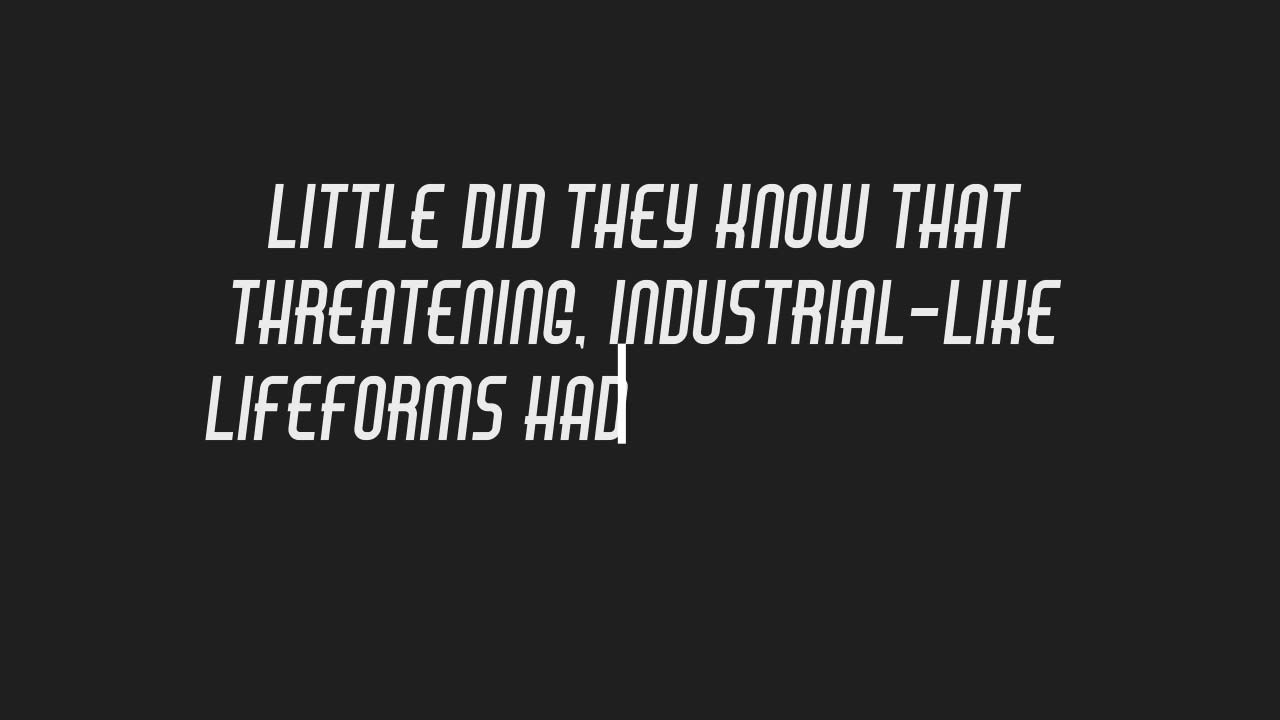 LITTLE DID THEY KNOW THAT
THREATENING, INDUSTRIAL-LIKE
LIFEFORMS HAD